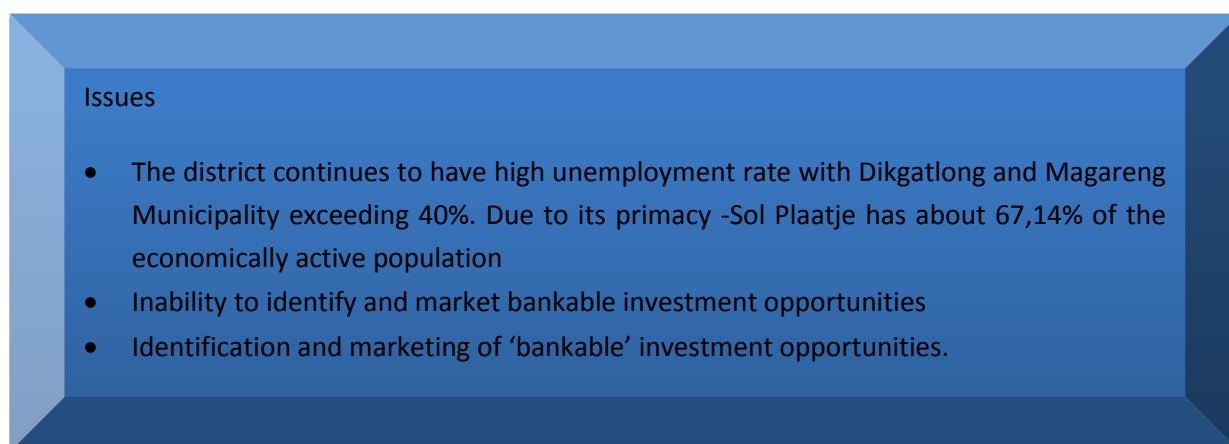 Issues
• The district continues to have high unemployment rate with Dikgatlong and Magareng
Municipality exceeding 40%. Due to its primacy -Sol Plaatje has about 67,14% of the
economically active population
• Inability to identify and market bankable investment opportunities
• Identification and marketing of ‘bankable’ investment opportunities.